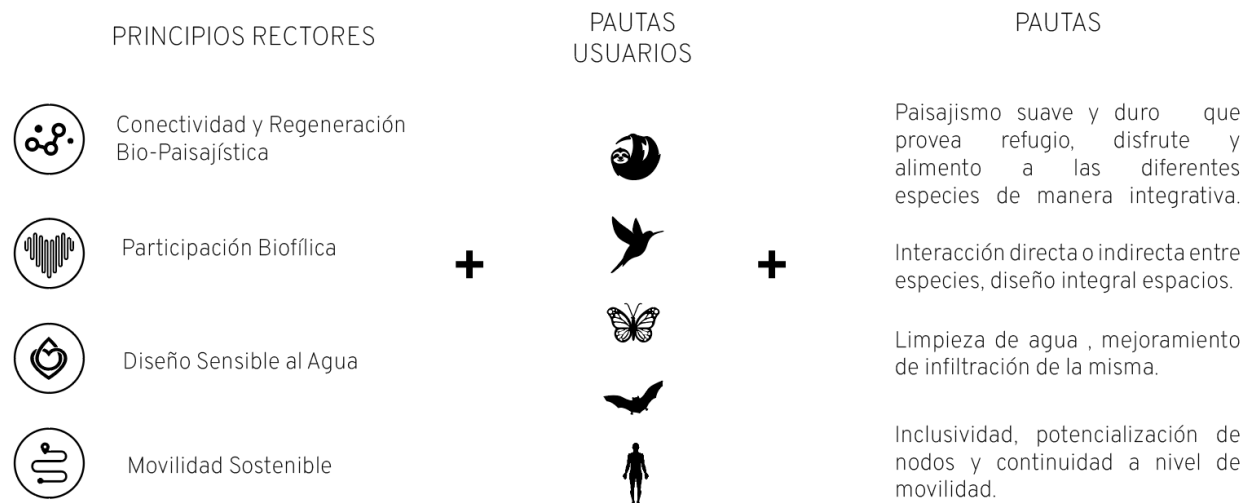 PRINCIPIOS RECTORES
Conectividad y Regeneración
Bio-Paisajística
Participación Biofílica
Diseño Sensible al Agua
Movilidad Sostenible
+
PAUTAS
USUARIOS
+
PAUTAS
Paisajismo suave y duro que
provea refugio, disfrute y
alimento a las diferentes
especies de manera integrativa.
Interacción directa o indirecta entre
especies, diseño integral espacios.
Limpieza de agua , mejoramiento
de infiltración de la misma.
Inclusividad, potencialización de
nodos y continuidad a nivel de
movilidad.